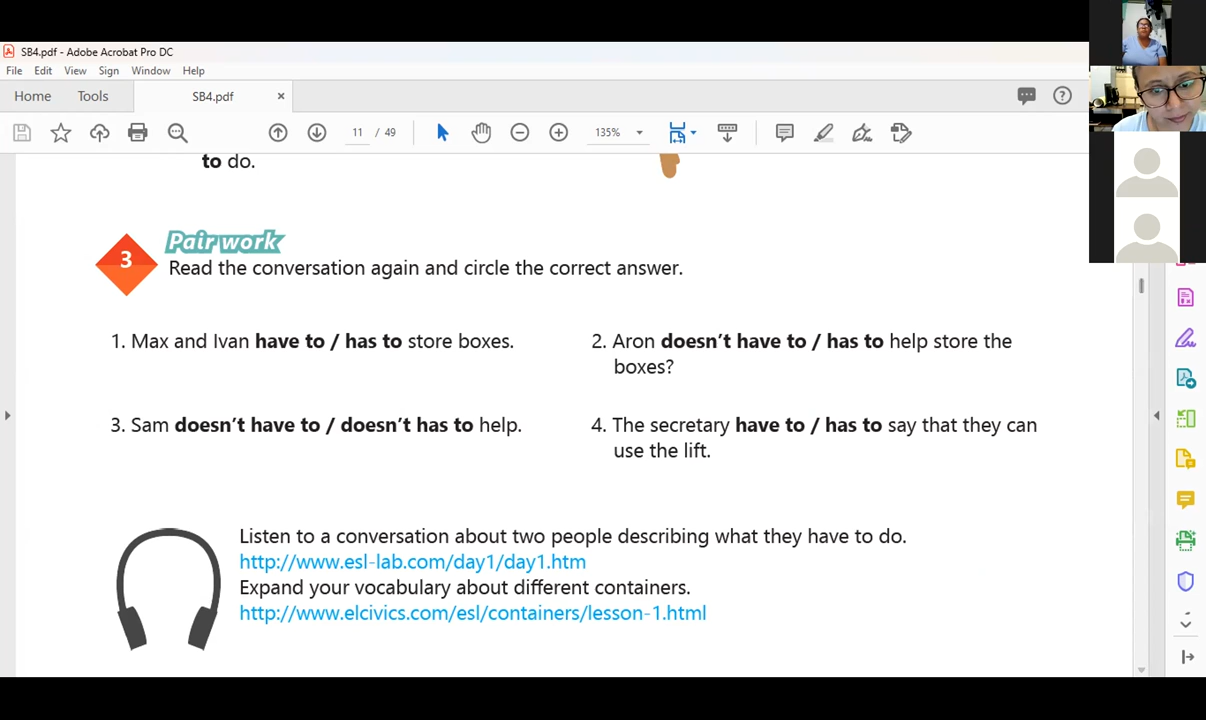 SB4.pdf - Adobe Acrobat Pro DC
File Edit View Sign Window Help
Home Tools SB4.pdf ×
11 / 49 135%
to do.
3
Pair work
Read the conversation again and circle the correct answer.
1. Max and Ivan have to / has to store boxes.
2. Aron doesn't have to / has to help store the
boxes?
3. Sam doesn't have to / doesn't has to help.
4. The secretary have to / has to say that they can
use the lift.
Listen to a conversation about two people describing what they have to do.
http://www.esl-lab.com/day1/day1.htm
Expand your vocabulary about different containers.
http://www.elcivics.com/esl/containers/lesson-1.html